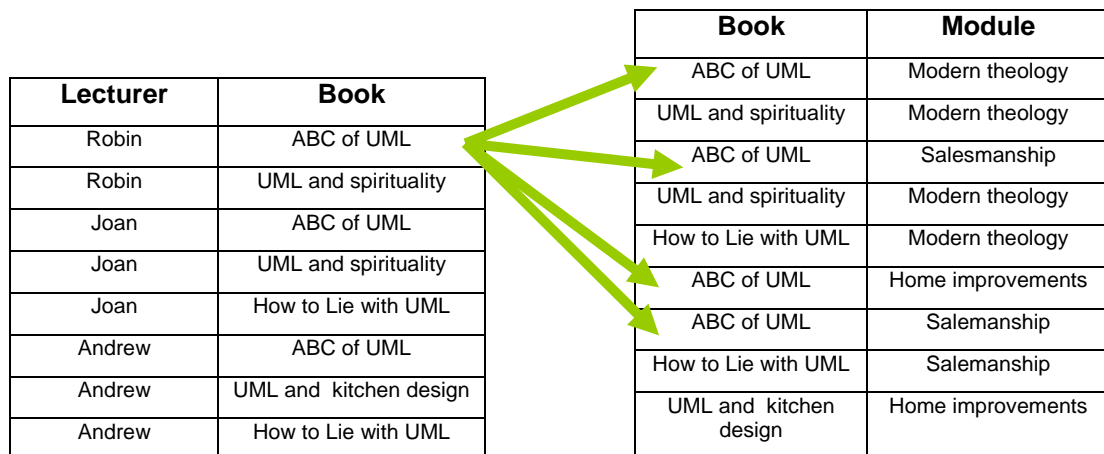 Lecturer Book
Robin ABC of UML
Robin UML and spirituality
Joan ABC of UML
Joan UML and spirituality
Joan How to Lie with UML
Andrew ABC of UML
Andrew UML and kitchen design
Andrew How to Lie with UML
Book Module
ABC of UML Modern theology
UML and spirituality Modern theology
ABC of UML Salesmanship
UML and spirituality Modern theology
How to Lie with UML Modern theology
ABC of UML Home improvements
ABC of UML Salemanship
How to Lie with UML Salemanship
UML and kitchen Home improvements
design